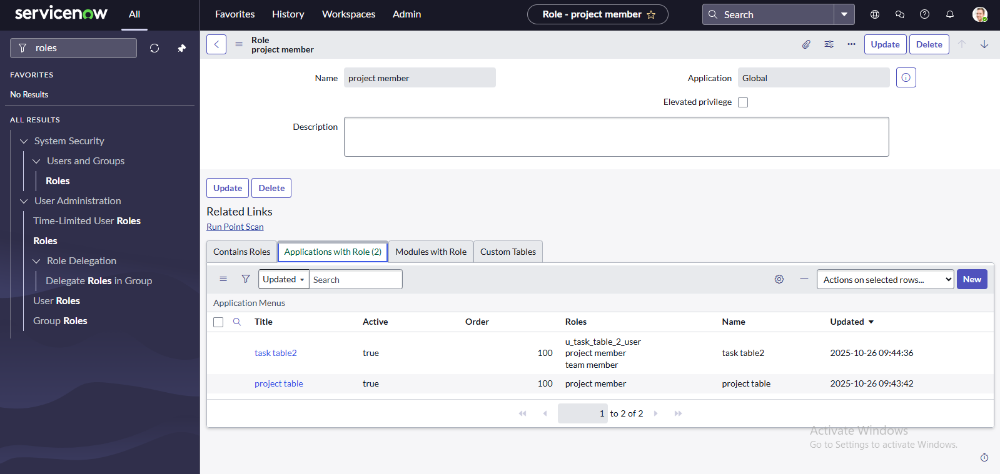 servicenow
All
Favorites
History
Workspaces
Admin
Role - project member
Search
roles
FAVORITES
No Results
ALL RESULTS
System Security
Users and Groups
Roles
User Administration
Time-Limited User Roles
Roles
Role Delegation
Delegate Roles in Group
User Roles
Group Roles
Role
project member
Update
Delete
Name
project member
Application
Global
Elevated privilege
Description
Update
Delete
Related Links
Run Point Scan
Contains Roles
Applications with Role (2)
Modules with Role
Custom Tables
Updated
Search
Actions on selected rows...
New
Application Menus
Title Active Order Roles Name Updated
task table2 true 100 u_task_table_2_user
project member
team member
task table2 2025-10-26 09:44:36
project table true 100 project member project table 2025-10-26 09:43:42
1 to 2 of 2
Activate Windows
Go to Settings to activate Windows.